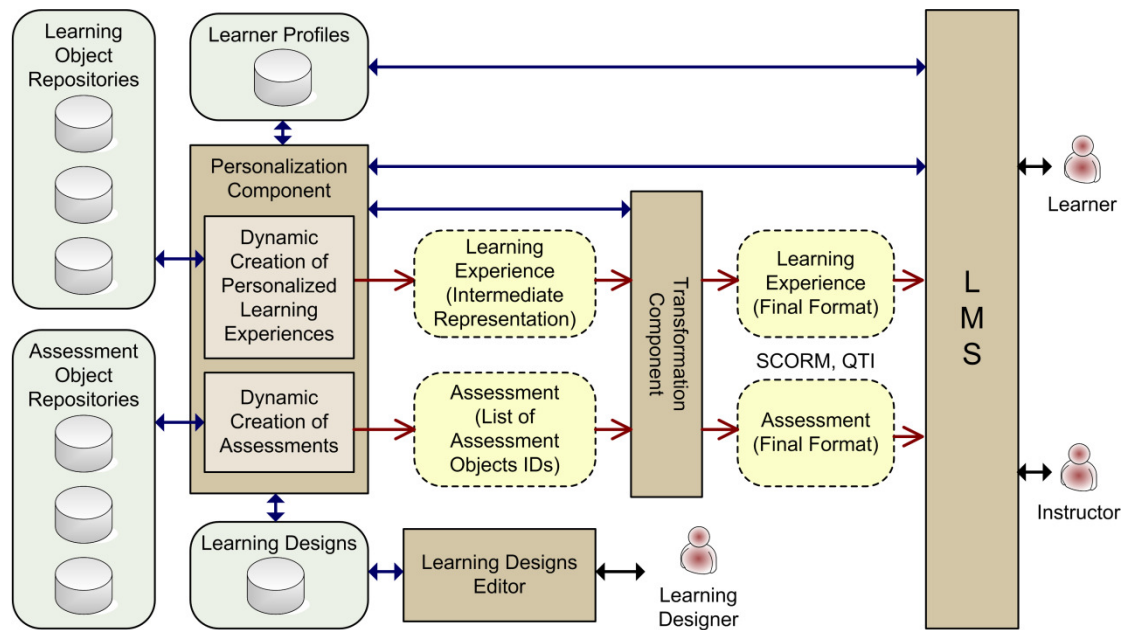 Learning
Object
Repositories
Learner Profiles
Personalization
Component
Dynamic
Creation of
Personalized
Learning
Experiences
Learning
Experience
(Intermediate
Representation)
Transformation
Component
Learning
Experience
(Final Format)
SCORM, QTI
L
M
S
Learner
Assessment
Object
Repositories
Dynamic
Creation of
Assessments
Assessment
(List of
Assessment
Objects IDs)
Assessment
(Final Format)
Instructor
Learning Designs
Learning Designs
Editor
Learning
Designer